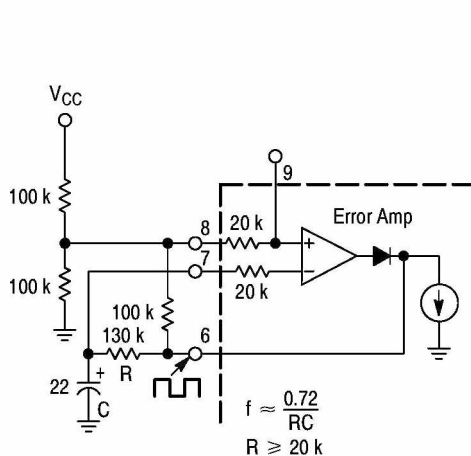 VCC
9
100 k
8
20 k
+
Error Amp
7
−
100 k
20 k
100 k
130 k
6
+
R
22
C
f ≈ 0.72
RC
R ≥ 20 k